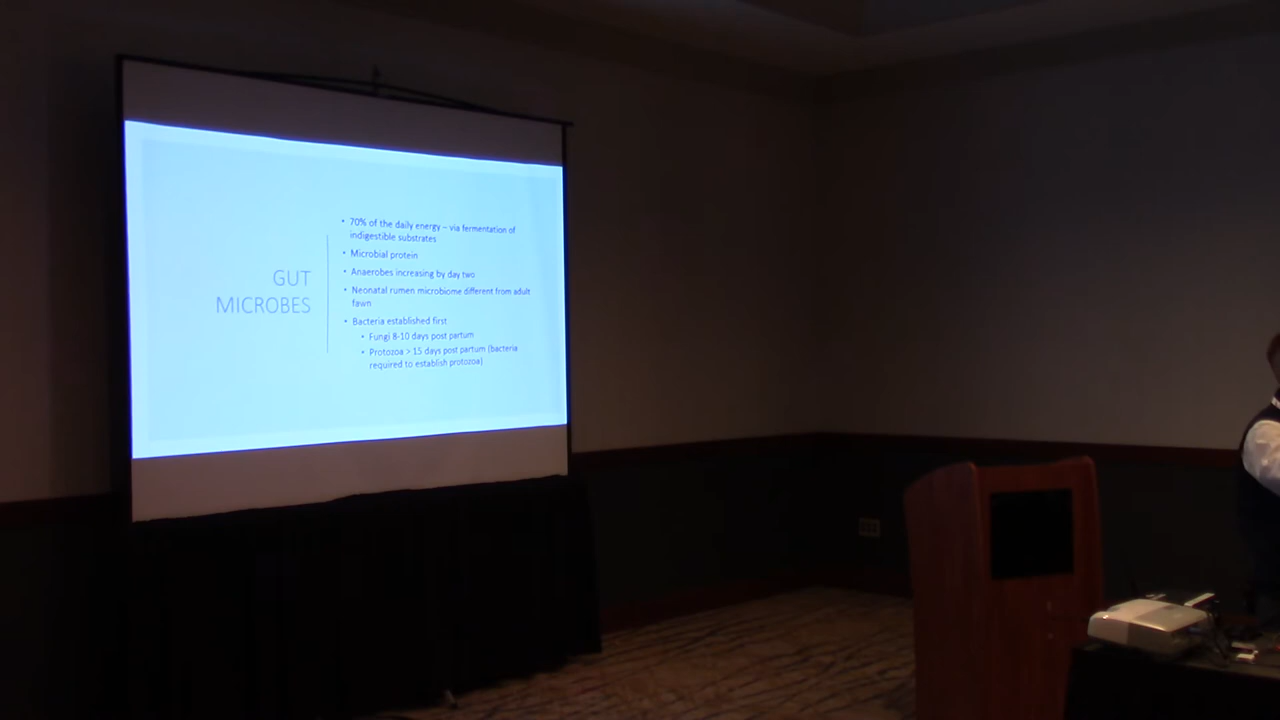 GUT
MICROBES
• 70% of the daily energy – via fermentation of
indigestible substrates
• Microbial protein
• Anaerobes increasing by day two
• Neonatal rumen microbiome different from adult
fawn
• Bacteria established first
• Fungi 8-10 days post partum
• Protozoa > 15 days post partum (bacteria
required to establish protozoa)